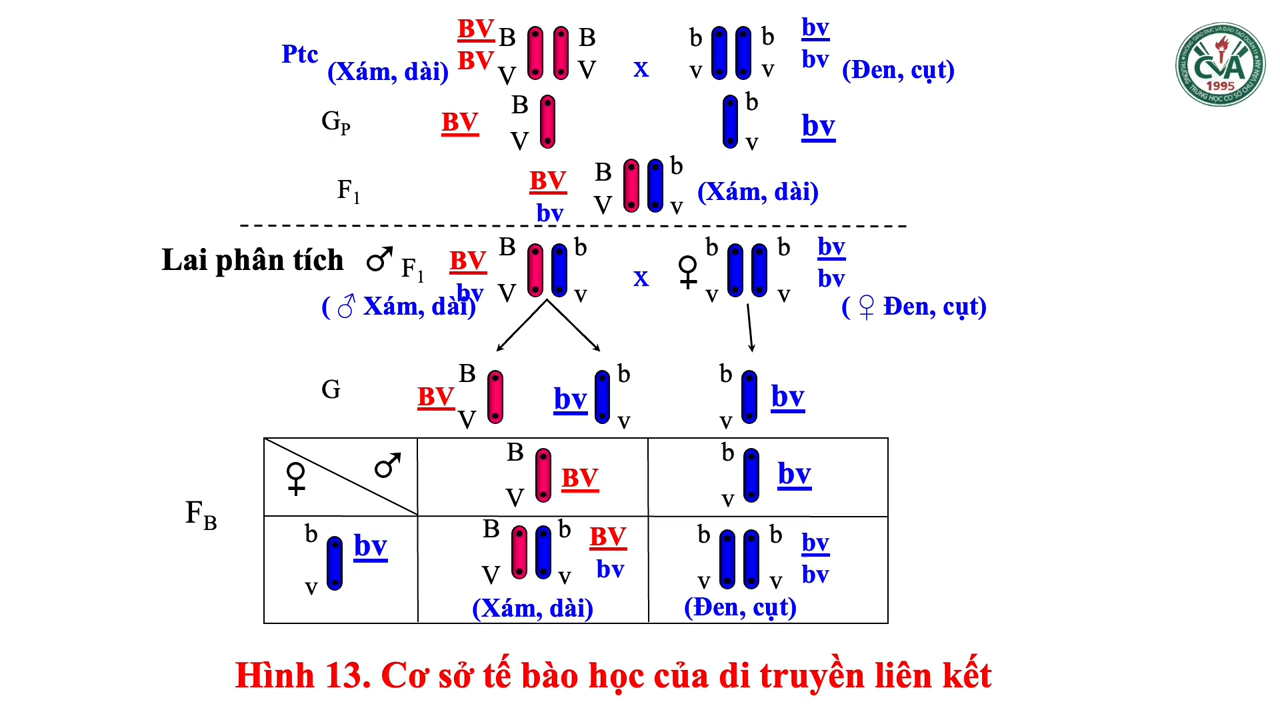 Ptc (Xám, dài) BV BV B V B V x b v b v bv bv (Đen, cụt)
GP BV B V b v bv
F1 BV bv B V b v (Xám, dài)
Lai phân tích ♂ F1 BV bv B V b v x ♀ b v b v bv bv
( ♂ Xám, dài) ( ♀ Đen, cụt)
G BV B V bv b v b v bv
♀ ♂ B V BV b v bv
FB b v bv B V b v BV bv b v b v bv bv
(Xám, dài) (Đen, cụt)
Hình 13. Cơ sở tế bào học của di truyền liên kết
CVA
1995